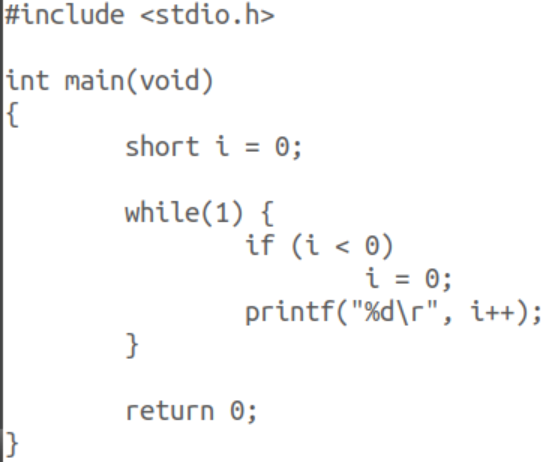 #include <stdio.h>
int main(void)
{
        short i = 0;
        while(1) {
                if (i < 0)
                        i = 0;
                printf("%d\r", i++);
        }
        return 0;
}